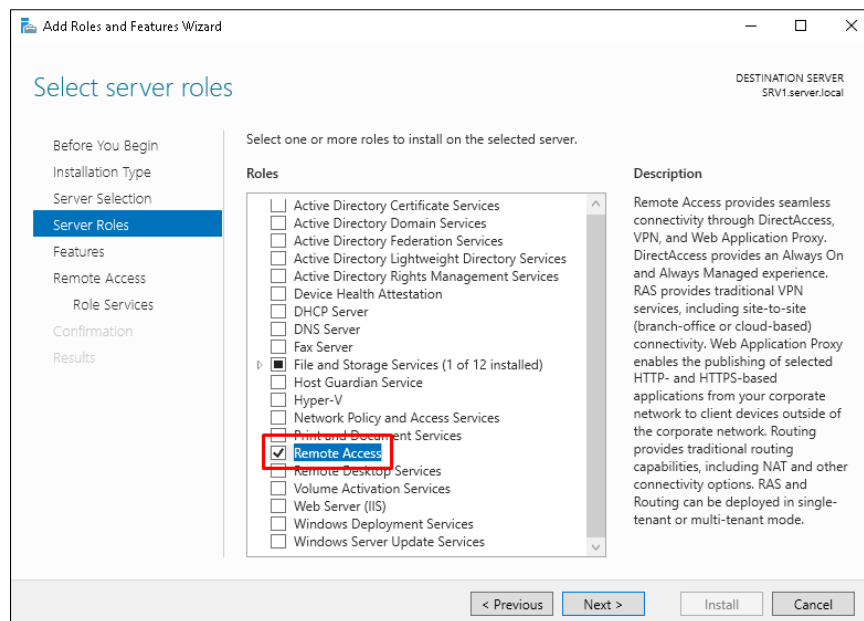 Add Roles and Features Wizard
Select server roles
DESTINATION SERVER
SRV1.server.local
Before You Begin
Installation Type
Server Selection
Server Roles
Features
Remote Access
Role Services
Confirmation
Results
Select one or more roles to install on the selected server.
Roles
Active Directory Certificate Services
Active Directory Domain Services
Active Directory Federation Services
Active Directory Lightweight Directory Services
Active Directory Rights Management Services
Device Health Attestation
DHCP Server
DNS Server
Fax Server
File and Storage Services (1 of 12 installed)
Host Guardian Service
Hyper-V
Network Policy and Access Services
Print and Document Services
Remote Access
Remote Desktop Services
Volume Activation Services
Web Server (IIS)
Windows Deployment Services
Windows Server Update Services
Description
Remote Access provides seamless
connectivity through DirectAccess,
VPN, and Web Application Proxy.
DirectAccess provides an Always On
and Always Managed experience.
RAS provides traditional VPN
services, including site-to-site
(branch-office or cloud-based)
connectivity. Web Application Proxy
enables the publishing of selected
HTTP- and HTTPS-based
applications from your corporate
network to client devices outside of
the corporate network. Routing
provides traditional routing
capabilities, including NAT and other
connectivity options. RAS and
Routing can be deployed in single-
tenant or multi-tenant mode.
< Previous
Next >
Install
Cancel